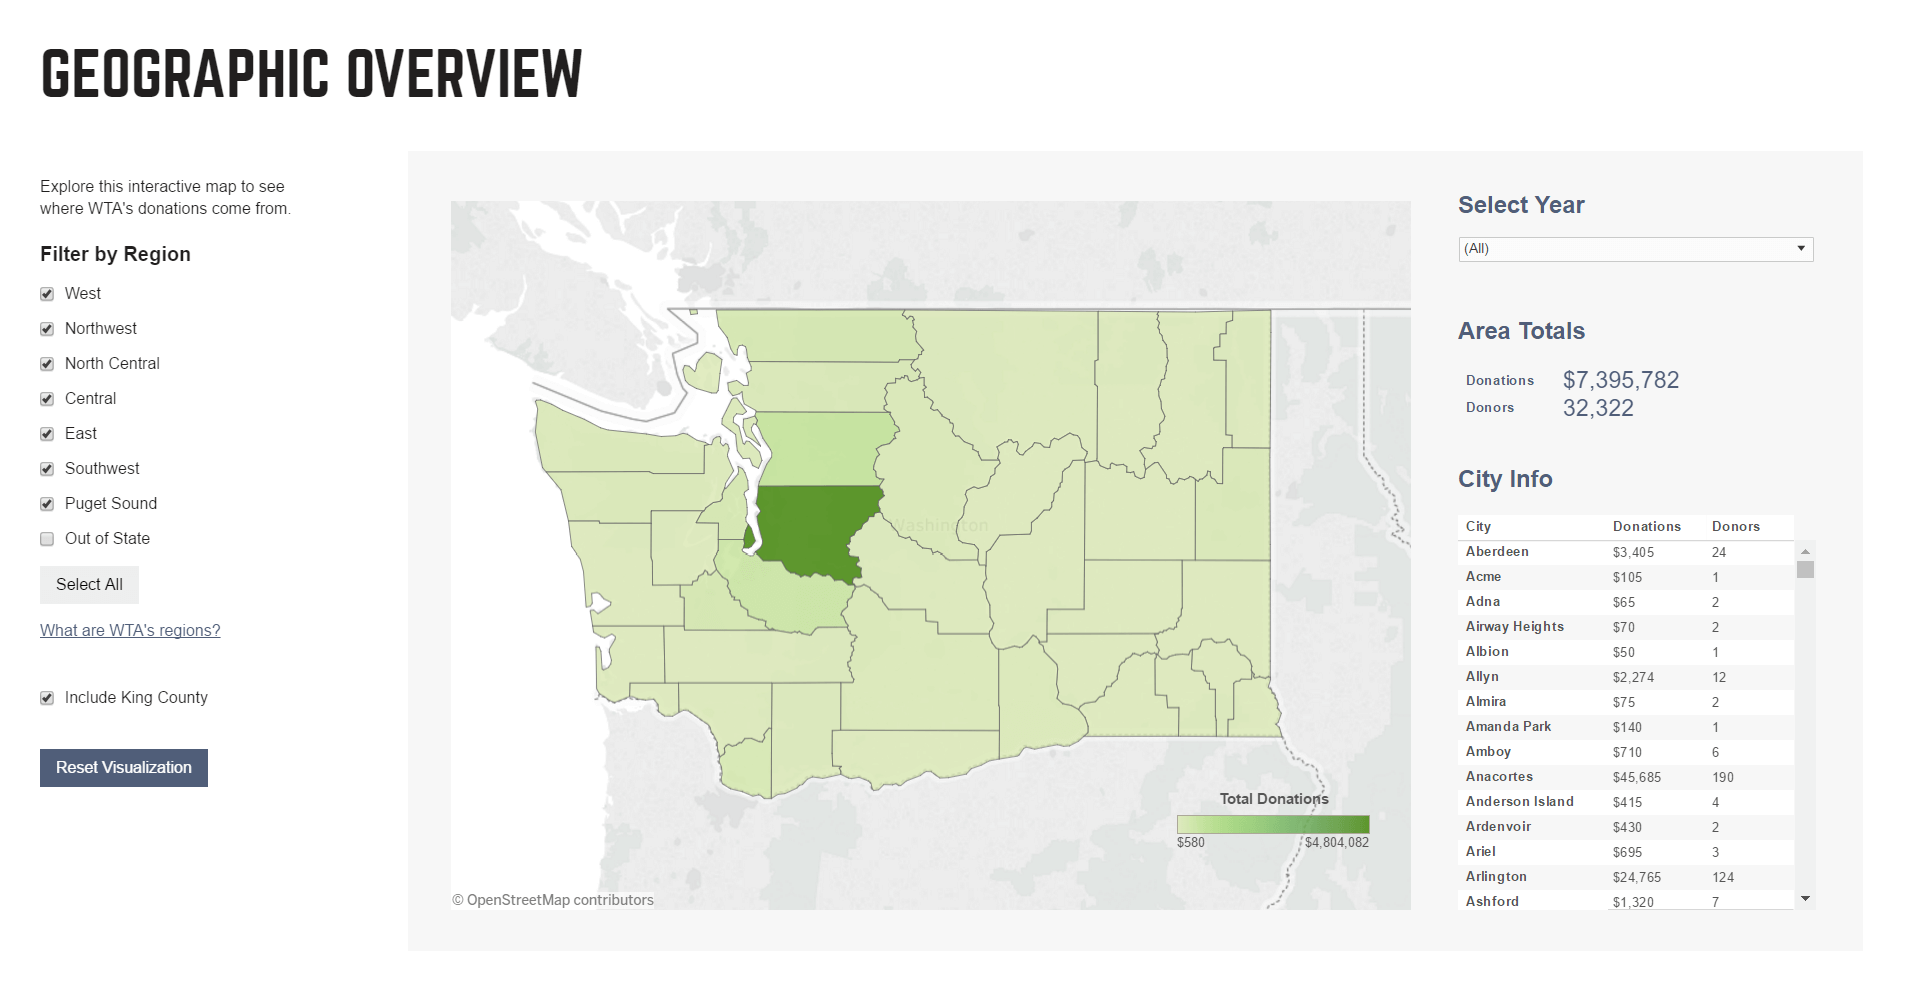 GEOGRAPHIC OVERVIEW
Explore this interactive map to see
where WTA's donations come from.
Filter by Region
West
Northwest
North Central
Central
East
Southwest
Puget Sound
Out of State
Select All
What are WTA's regions?
Include King County
Reset Visualization
Washington
Total Donations
$580 $4,804,082
© OpenStreetMap contributors
Select Year
(All)
Area Totals
Donations $7,395,782
Donors 32,322
City Info
City Donations Donors
Aberdeen $3,405 24
Acme $105 1
Adna $65 2
Airway Heights $70 2
Albion $50 1
Allyn $2,274 12
Almira $75 2
Amanda Park $140 1
Amboy $710 6
Anacortes $45,685 190
Anderson Island $415 4
Ardenvoir $430 2
Ariel $695 3
Arlington $24,765 124
Ashford $1,320 7